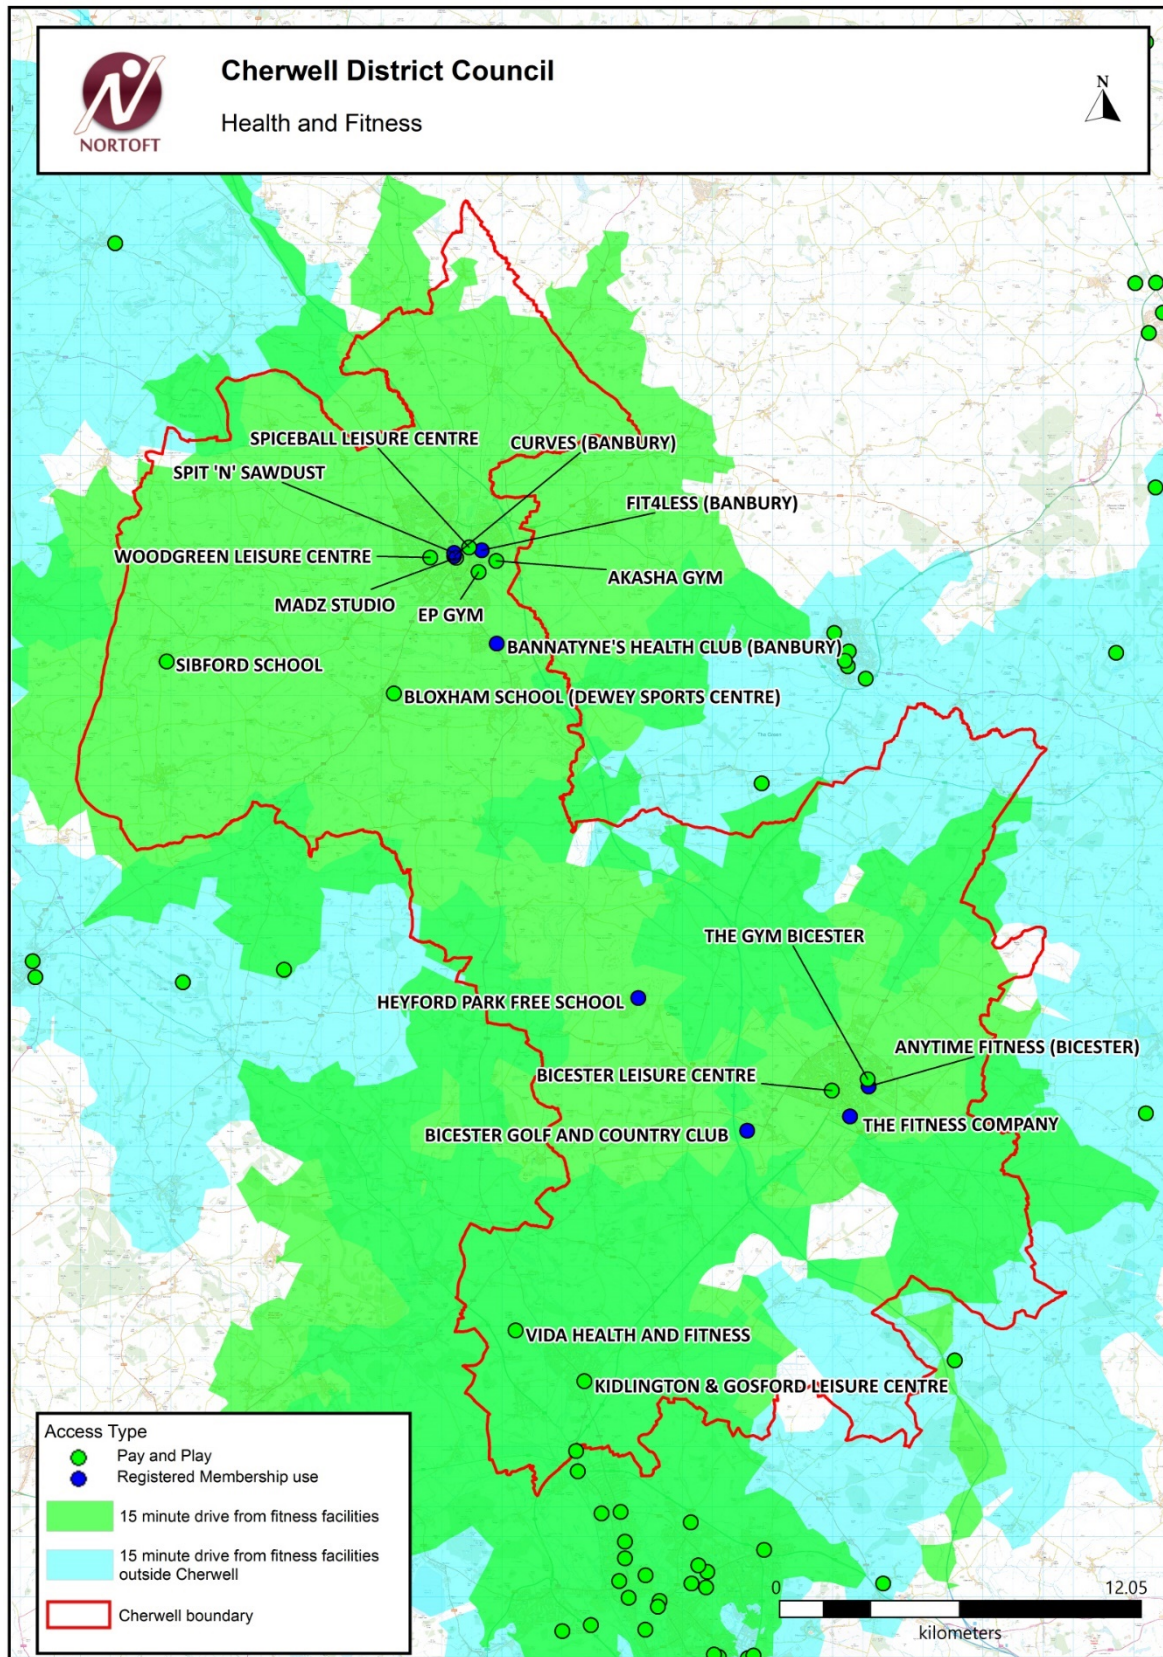 NORTOFT
Cherwell District Council
Health and Fitness
N
SPICEBALL LEISURE CENTRE
CURVES (BANBURY)
SPIT 'N' SAWDUST
FIT4LESS (BANBURY)
WOODGREEN LEISURE CENTRE
AKASHA GYM
MADZ STUDIO
EP GYM
BANNATYNE'S HEALTH CLUB (BANBURY)
SIBFORD SCHOOL
BLOXHAM SCHOOL (DEWEY SPORTS CENTRE)
THE GYM BICESTER
HEYFORD PARK FREE SCHOOL
ANYTIME FITNESS (BICESTER)
BICESTER LEISURE CENTRE
THE FITNESS COMPANY
BICESTER GOLF AND COUNTRY CLUB
VIDA HEALTH AND FITNESS
KIDLINGTON & GOSFORD LEISURE CENTRE
Access Type
Pay and Play
Registered Membership use
15 minute drive from fitness facilities
15 minute drive from fitness facilities
outside Cherwell
Cherwell boundary
0 12.05
kilometers